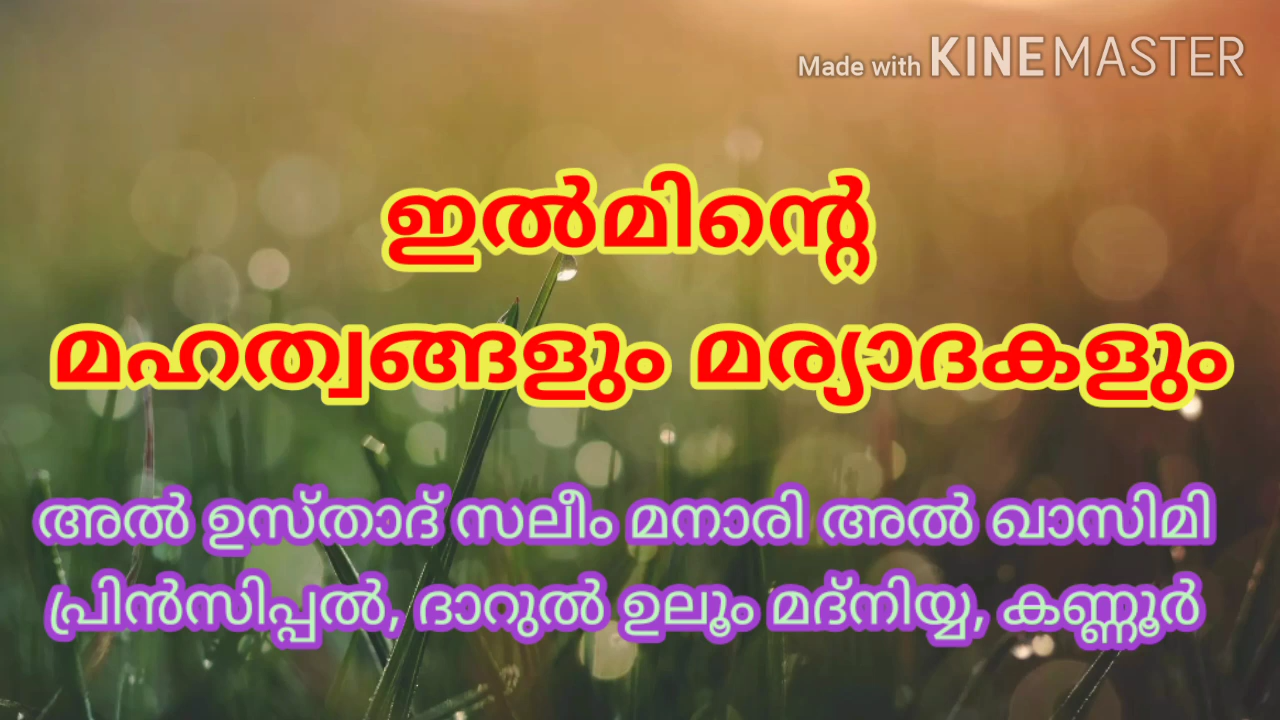 Made with KINEMASTER
ഇൽമിന്റെ
മഹത്വങ്ങളും മര്യാദകളും
അൽ ഉസ്താദ് സലീം മനാരി അൽ ഖാസിമി
പ്രിൻസിപ്പൽ, ദാറുൽ ഉലൂം മദ്നിയ്യ, കണ്ണൂർ